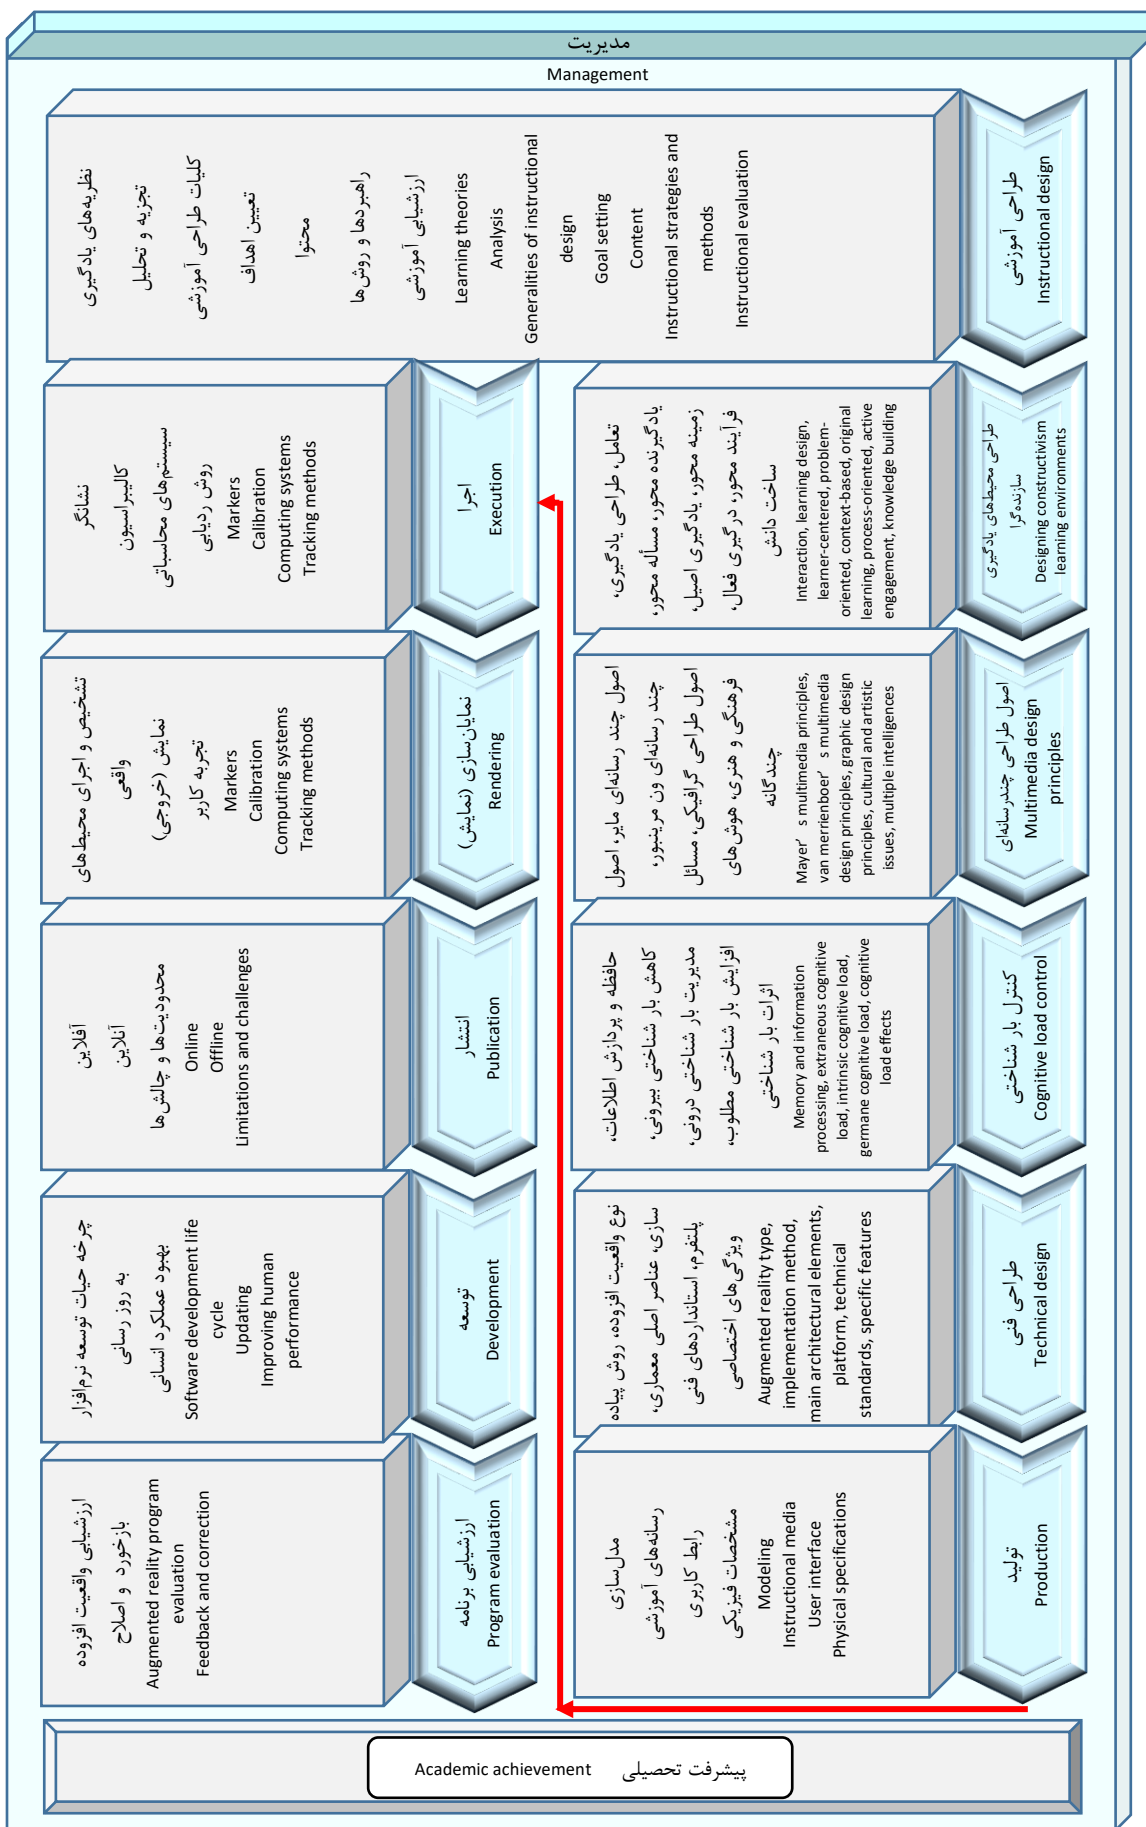 مدیریت
Management
نظریه‌های یادگیری
تجزیه و تحلیل
کلیات طراحی آموزشی
تعیین اهداف
محتوا
راهبردها و روش‌ها
ارزشیابی آموزشی
Learning theories
Analysis
Generalities of instructional
design
Goal setting
Content
Instructional strategies and
methods
Instructional evaluation
طراحی آموزشی
Instructional design
تعامل، طراحی یادگیری،
یادگیرنده محور، مسأله محور،
زمینه محور، یادگیری اصیل،
فرآیند محور، درگیری فعال،
ساخت دانش
Interaction, learning design,
learner-centered, problem-
oriented, context-based, original
learning, process-oriented, active
engagement, knowledge building
طراحی محیط‌های یادگیری
سازنده‌گرا
Designing constructivism
learning environments
اصول چند رسانه‌ای مایر، اصول
چند رسانه‌ای ون مرینبور،
اصول طراحی گرافیکی، مسائل
فرهنگی و هنری، هوش‌های
چندگانه
Mayer’s multimedia principles,
van merrienboer’s multimedia
design principles, graphic design
principles, cultural and artistic
issues, multiple intelligences
اصول طراحی چندرسانه‌ای
Multimedia design
principles
حافظه و پردازش اطلاعات،
کاهش بار شناختی بیرونی،
مدیریت بار شناختی درونی،
افزایش بار شناختی مطلوب،
اثرات بار شناختی
Memory and information
processing, extraneous cognitive
load, intrinsic cognitive load,
germane cognitive load, cognitive
load effects
کنترل بار شناختی
Cognitive load control
نوع واقعیت افزوده، روش پیاده
سازی، عناصر اصلی معماری،
پلتفرم، استانداردهای فنی
ویژگی‌های اختصاصی
Augmented reality type,
implementation method,
main architectural elements,
platform, technical
standards, specific features
طراحی فنی
Technical design
مدل‌سازی
رسانه‌های آموزشی
رابط کاربری
مشخصات فیزیکی
Modeling
Instructional media
User interface
Physical specifications
تولید
Production
نشانگر
کالیبراسیون
سیستم‌های محاسباتی
روش ردیابی
Markers
Calibration
Computing systems
Tracking methods
اجرا
Execution
تشخیص و اجرای محیط‌های
واقعی
نمایش (خروجی)
تجربه کاربر
Markers
Calibration
Computing systems
Tracking methods
نمایان‌سازی (نمایش)
Rendering
آفلاین
آنلاین
محدودیت‌ها و چالش‌ها
Online
Offline
Limitations and challenges
انتشار
Publication
چرخه حیات توسعه نرم‌افزار
به روز رسانی
بهبود عملکرد انسانی
Software development life
cycle
Updating
Improving human
performance
توسعه
Development
ارزشیابی واقعیت افزوده
بازخورد و اصلاح
Augmented reality program
evaluation
Feedback and correction
ارزشیابی برنامه
Program evaluation
پیشرفت تحصیلی Academic achievement